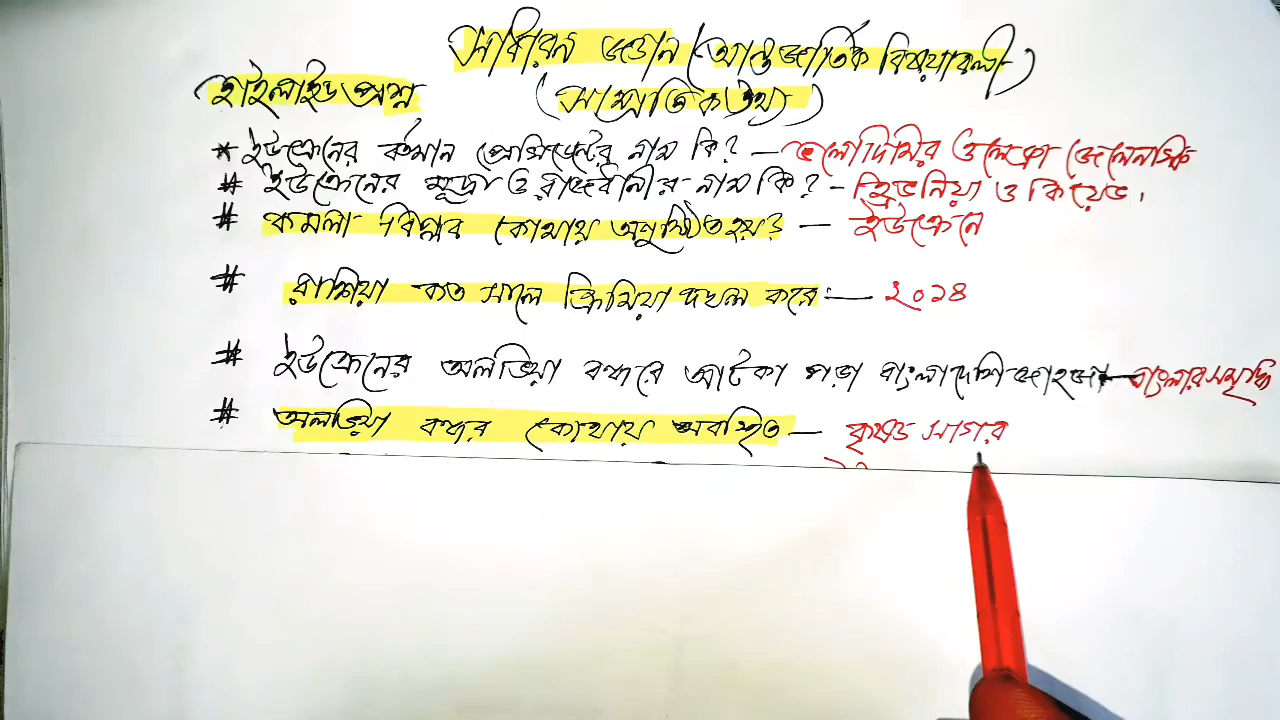 সাধারন জ্ঞান (আন্তজার্তিক বিষয়াবলী)
হাইলাইড প্রশ্ন (সাম্প্রতিক তথ্য)
* ইউক্রেনের বর্তমান প্রেসিডেন্টের নাম কি? — ভলোদিমির ওলেক্সা জেলেনস্কি
# ইউক্রেনের মূদ্রা ও রাজধানীর নাম কি? - হ্রিভনিয়া ও কিয়েভ।
# কমলা বিপ্লব কোথায় অনুষ্ঠিত হয়? — ইউক্রেনে
# রাশিয়া কত সালে ক্রিমিয়া দখল করে :— ২০১৪
# ইউক্রেনের অলভিয়া বন্দরে আটকা পড়া বাংলাদেশি জাহাজ — বাংলার সমৃদ্ধি
# অলভিয়া বন্দর কোথায় অবস্থিত — কৃষ্ণ সাগর